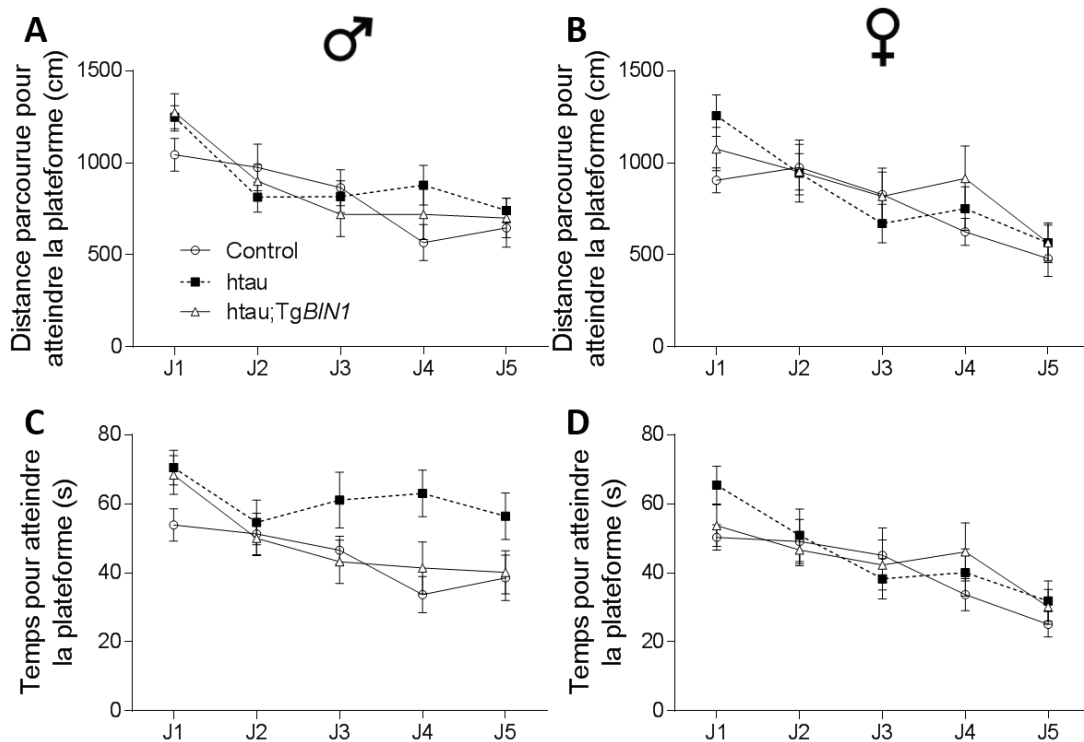 A
♂
Distance parcourue pour
atteindre la plateforme (cm)
1500
1000
500
0
Control
htau
htau;TgBIN1
J1 J2 J3 J4 J5
B
♀
Distance parcourue pour
atteindre la plateforme (cm)
1500
1000
500
0
J1 J2 J3 J4 J5
C
Temps pour atteindre
la plateforme (s)
80
60
40
20
0
J1 J2 J3 J4 J5
D
Temps pour atteindre
la plateforme (s)
80
60
40
20
0
J1 J2 J3 J4 J5